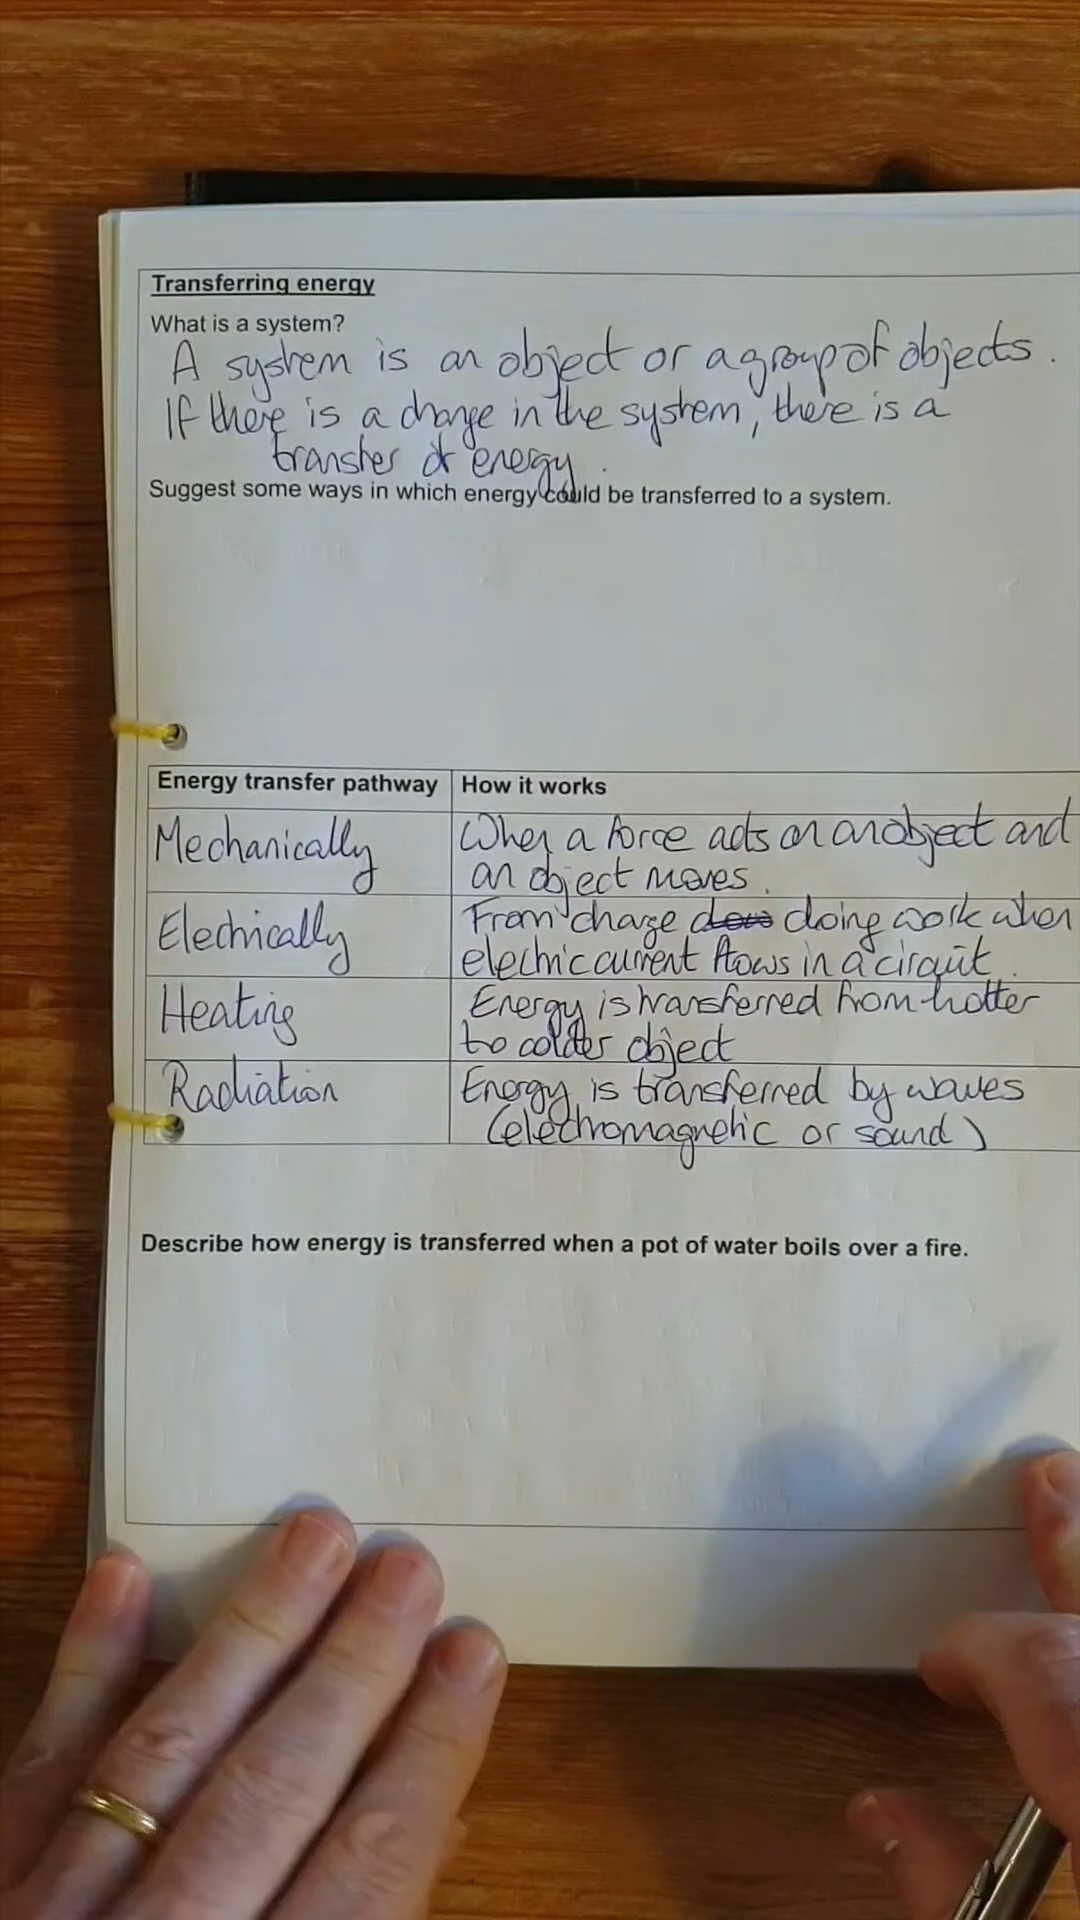 Transferring energy
What is a system?
A system is an object or a group of objects.
If there is a change in the system, there is a
transfer of energy.
Suggest some ways in which energy could be transferred to a system.
Energy transfer pathway How it works
Mechanically When a force acts on an object and
an object moves.
Electrically From charge doing work when
electric current flows in a circuit.
Heating Energy is transferred from hotter
to colder object
Radiation Energy is transferred by waves
(electromagnetic or sound)
Describe how energy is transferred when a pot of water boils over a fire.